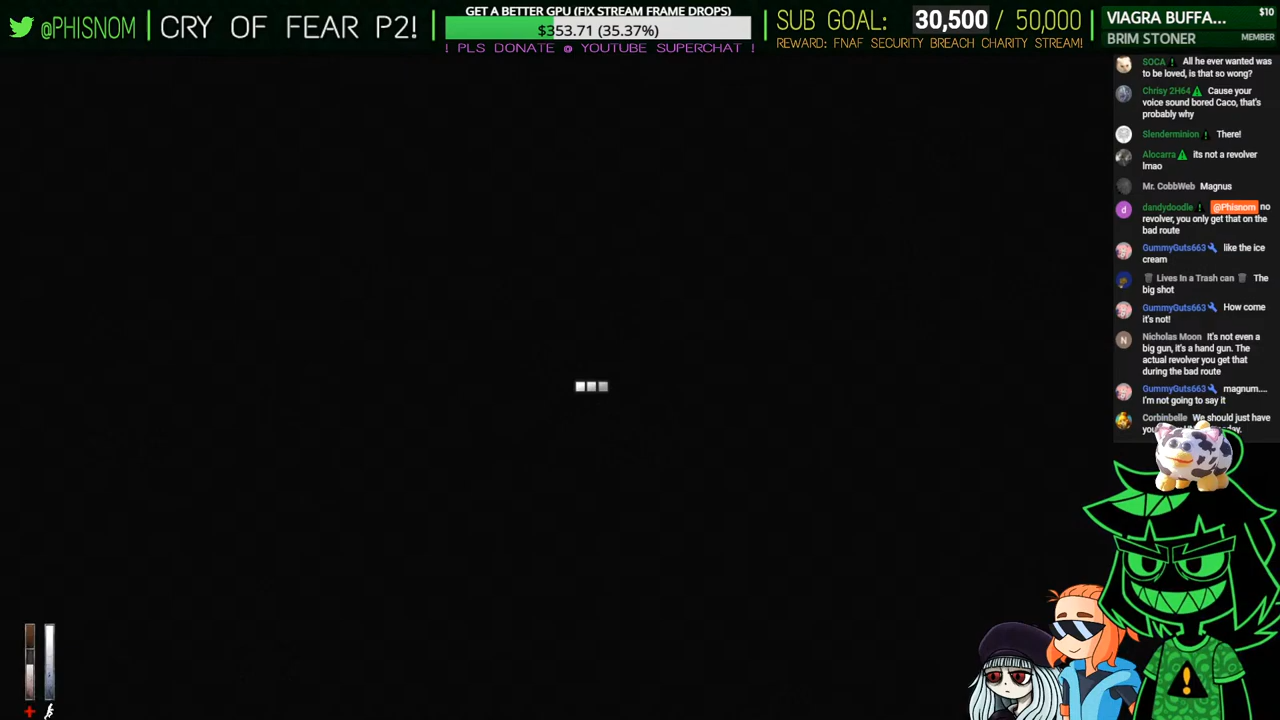 @PHISNOM
CRY OF FEAR P2!
GET A BETTER GPU (FIX STREAM FRAME DROPS)
$353.71 (35.37%)
! PLS DONATE @ YOUTUBE SUPERCHAT !
SUB GOAL: 30,500 / 50,000
REWARD: FNAF SECURITY BREACH CHARITY STREAM!
VIAGRA BUFFA... $10
BRIM STONER MEMBER
SOCA ! All he ever wanted was
to be loved, is that so wong?
Chrisy 2H64 Cause your
voice sound bored Caco, that's
probably why
Slenderminion ! There!
Alocarra its not a revolver
lmao
Mr. CobbWeb Magnus
dandydoodle ! @Phisnom no
revolver, you only get that on the
bad route
GummyGuts663 like the ice
cream
Lives In a Trash can The
big shot
GummyGuts663 How come
it's not!
Nicholas Moon It's not even a
big gun, it's a hand gun. The
actual revolver you get that
during the bad route
GummyGuts663 magnum....
I'm not going to say it
Corbinbelle We should just have